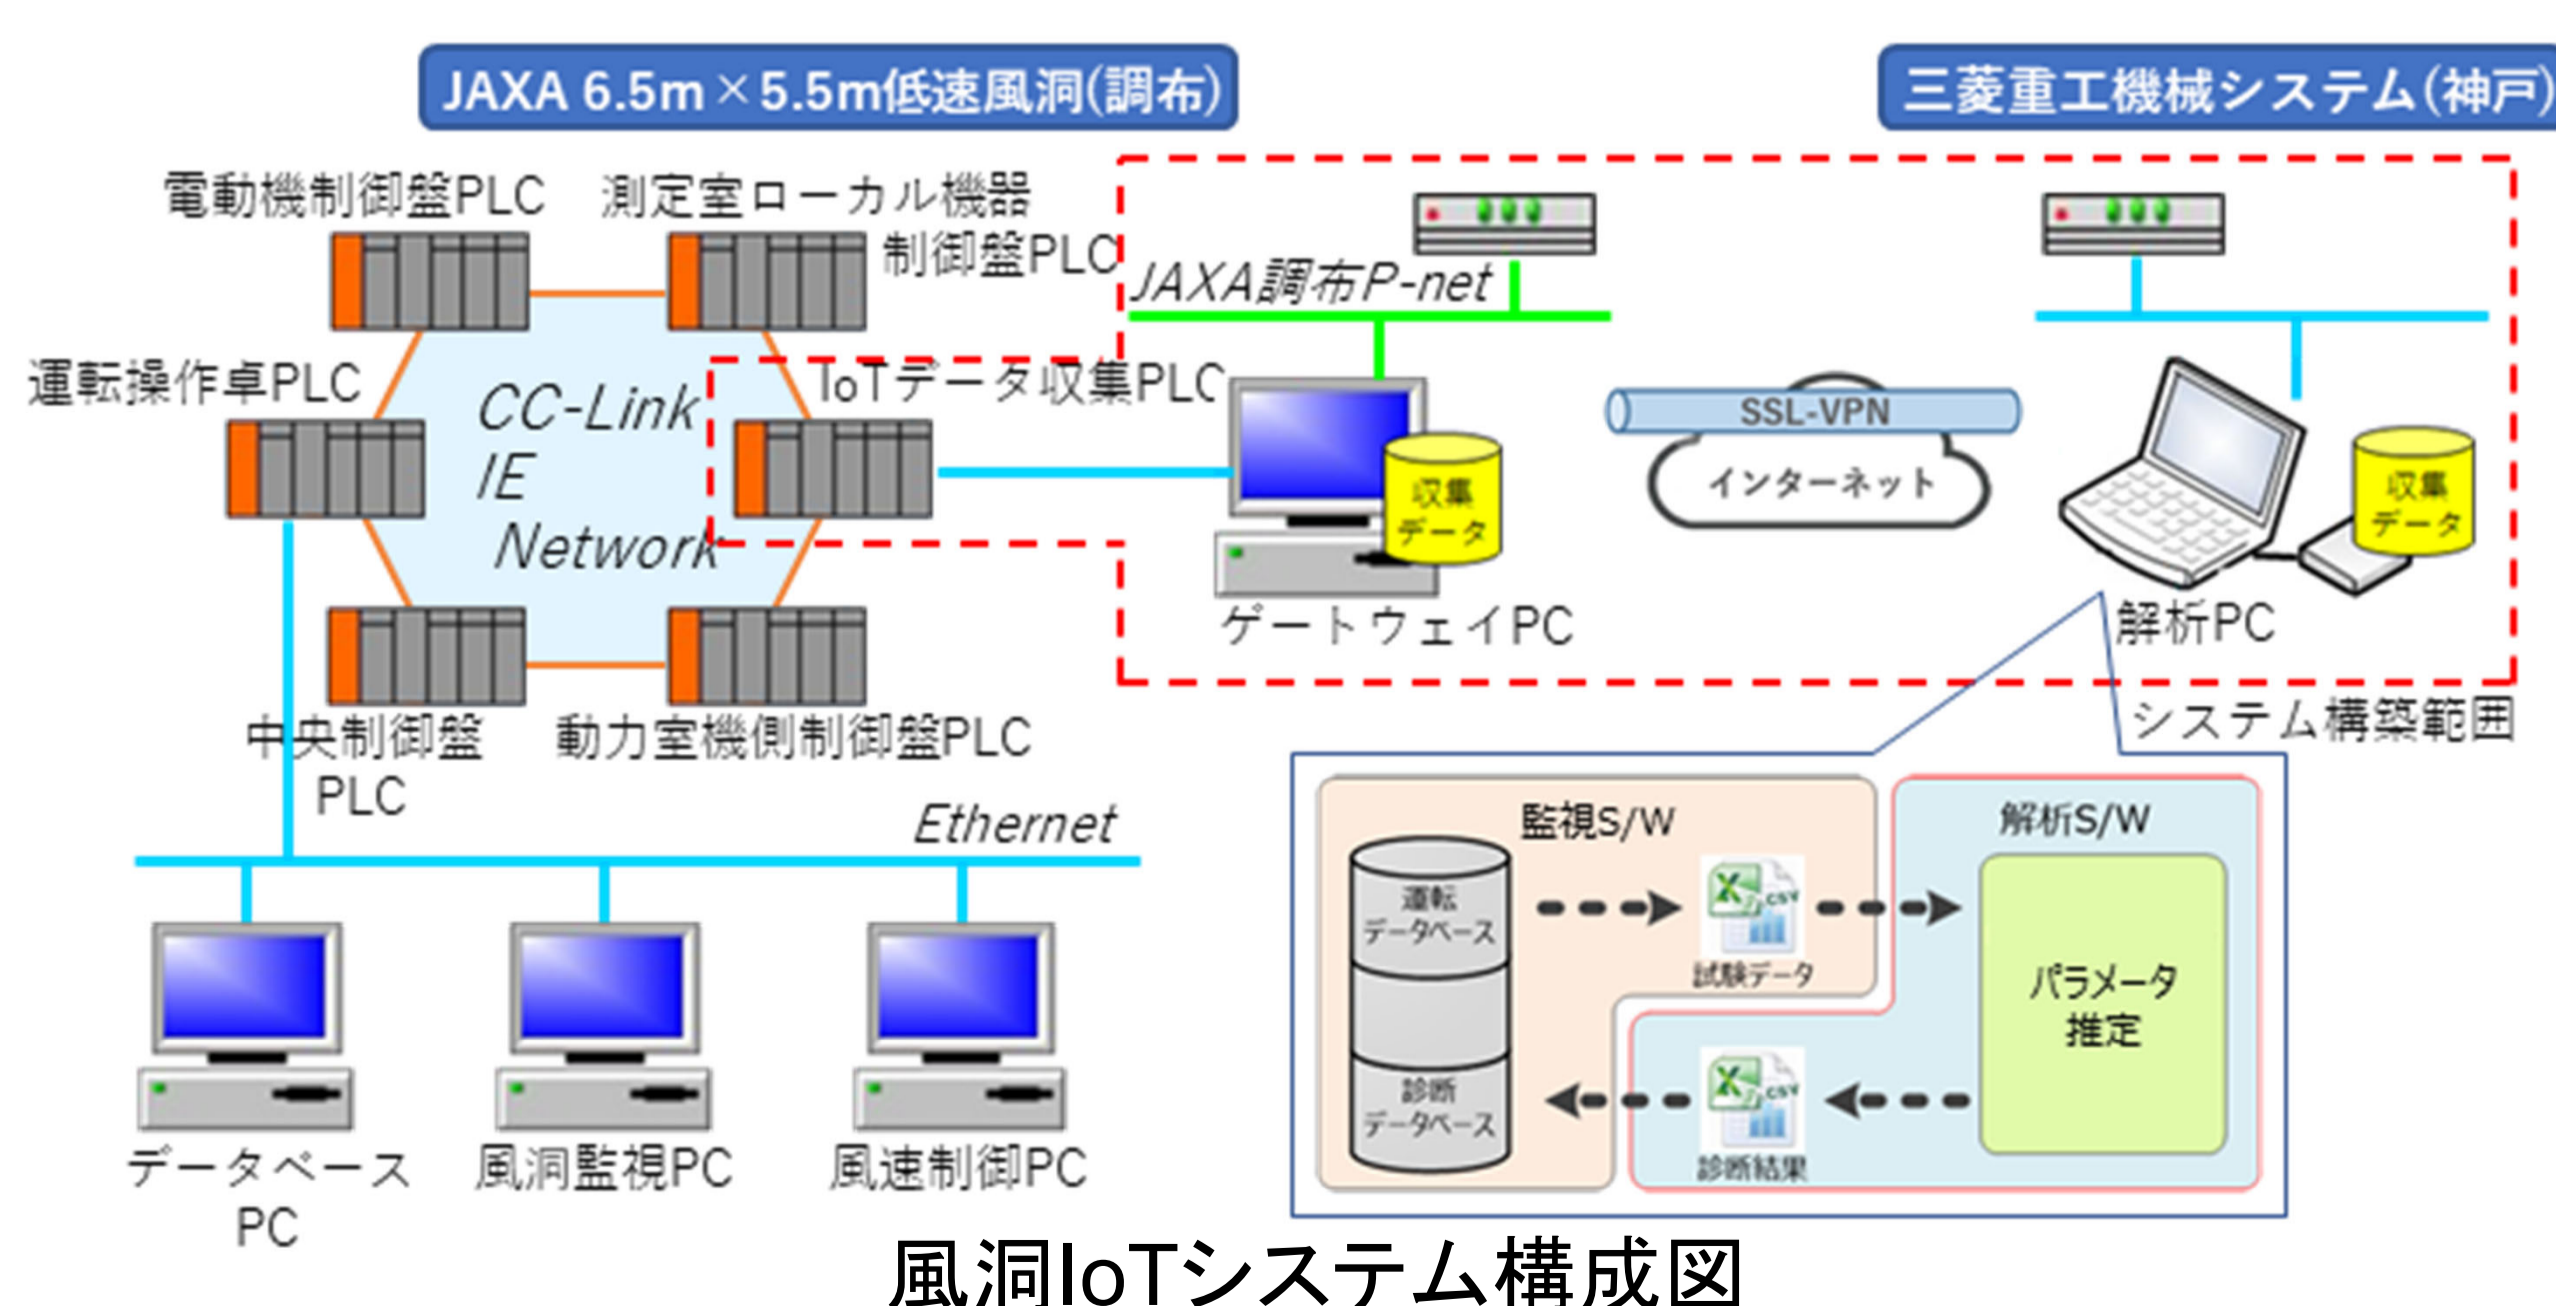 JAXA 6.5m×5.5m低速風洞(調布)
三菱重工機械システム(神戸)
電動機制御盤PLC
測定室ローカル機器
制御盤PLC
JAXA調布P-net
運転操作卓PLC
IoTデータ収集PLC
CC-Link
IE
Network
SSL-VPN
インターネット
収集
データ
収集
データ
ゲートウェイPC
解析PC
システム構築範囲
中央制御盤
PLC
動力室機側制御盤PLC
Ethernet
データベース
PC
風洞監視PC
風速制御PC
監視S/W
解析S/W
運転
データベース
CSV
試験データ
パラメータ
推定
診断
データベース
CSV
診断結果
風洞IoTシステム構成図